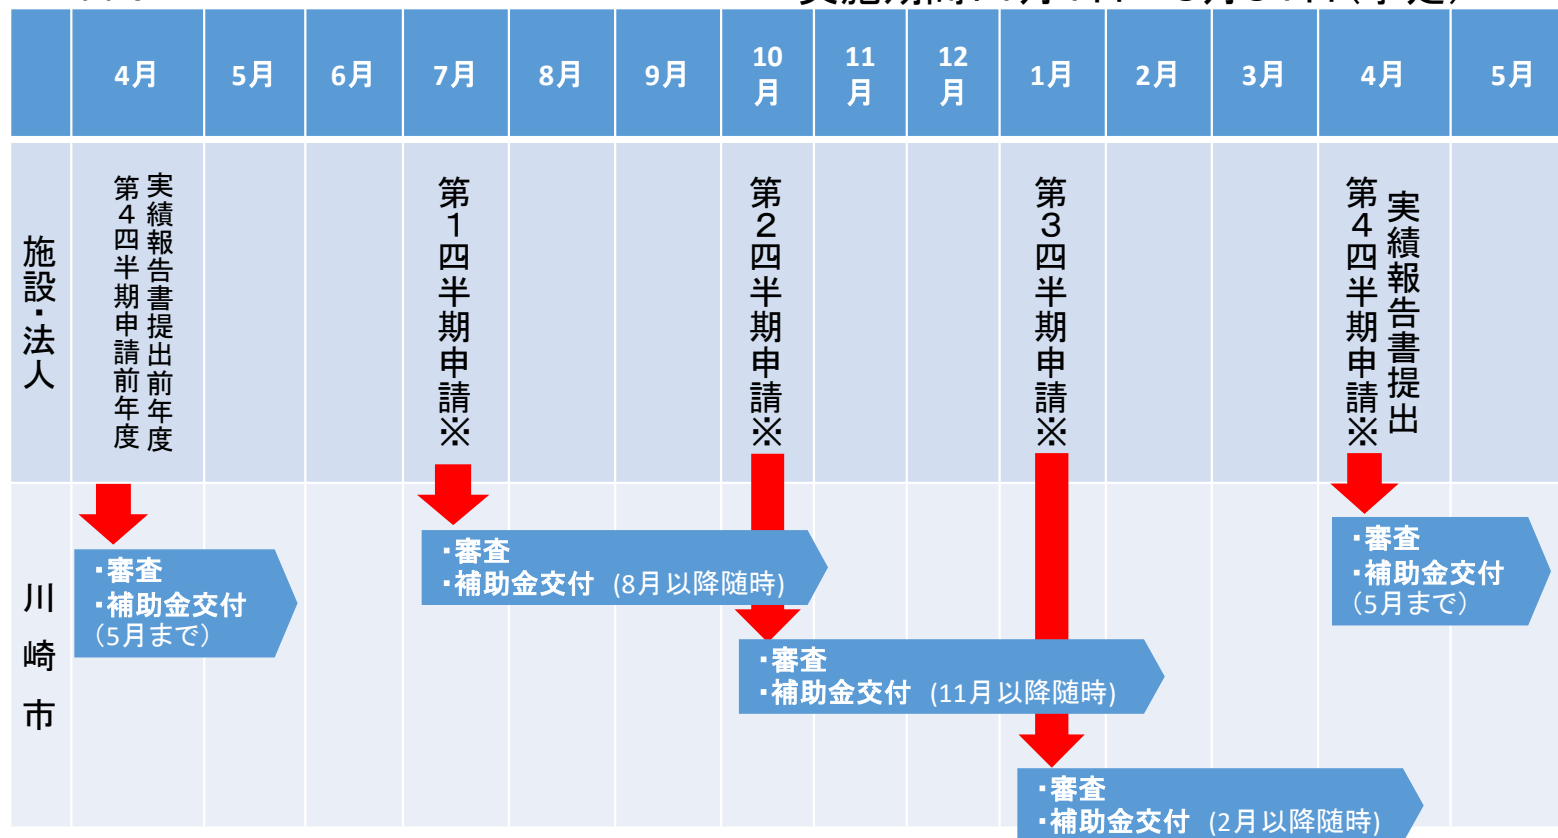 4月
5月
6月
7月
8月
9月
10
月
11
月
12
月
1月
2月
3月
4月
5月
施設・法人
実績報告書提出前年度
第４四半期申請前年度
第１四半期申請※
第２四半期申請※
第３四半期申請※
実績報告書提出
第４四半期申請※
川崎市
・審査
・補助金交付
（5月まで）
・審査
・補助金交付 (8月以降随時)
・審査
・補助金交付 (11月以降随時)
・審査
・補助金交付 (2月以降随時)
・審査
・補助金交付
（5月まで）